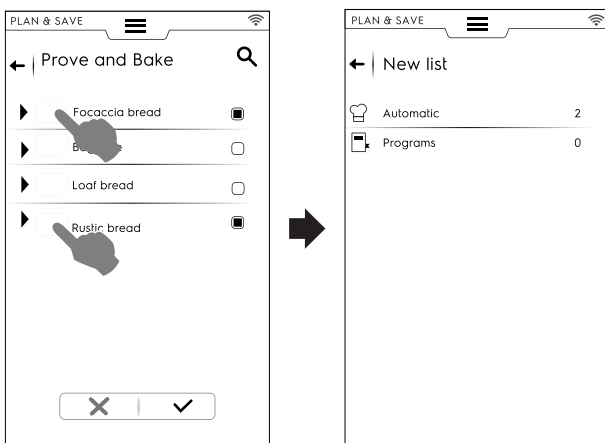 PLAN & SAVE
Prove and Bake
Focaccia bread
Loaf bread
Rustic bread
PLAN & SAVE
New list
Automatic 2
Programs 0